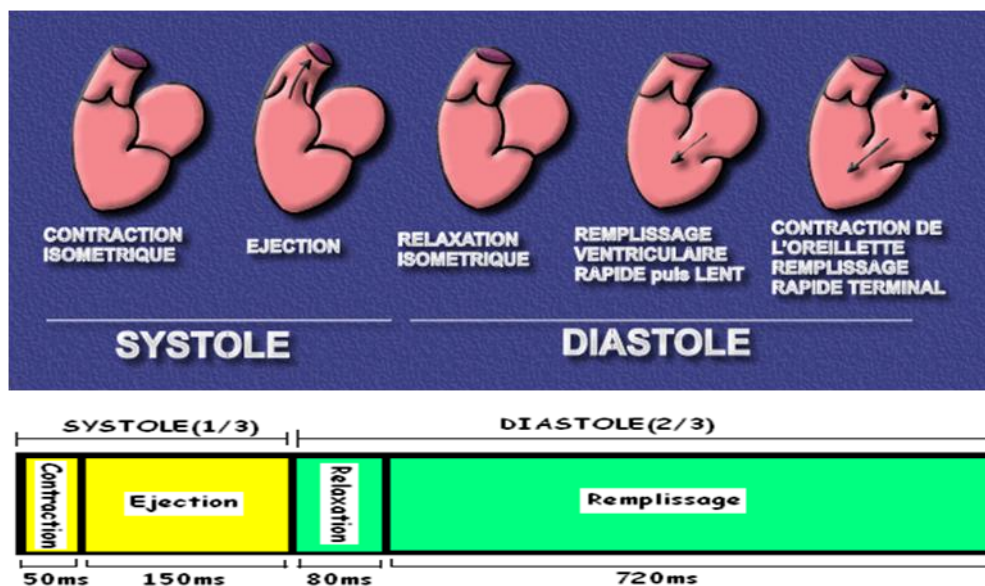 CONTRACTION
ISOMETRIQUE
EJECTION
RELAXATION
ISOMETRIQUE
REMPLISSAGE
VENTRICULAIRE
RAPIDE puis LENT
CONTRACTION DE
L'OREILLETTE
REMPLISSAGE
RAPIDE TERMINAL
SYSTOLE
DIASTOLE
SYSTOLE(1/3)
DIASTOLE(2/3)
Contraction
Ejection
Relaxation
Remplissage
50ms
150ms
80ms
720ms